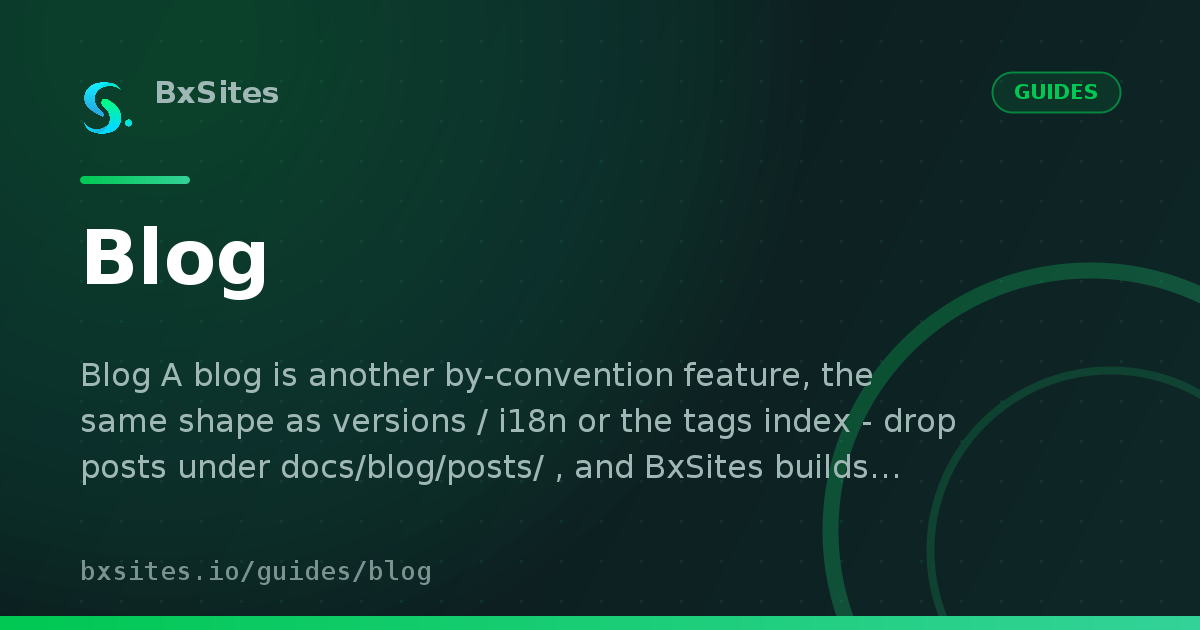 BxSites
GUIDES
Blog
Blog A blog is another by-convention feature, the
same shape as versions / i18n or the tags index - drop
posts under docs/blog/posts/ , and BxSites builds…
bxsites.io/guides/blog